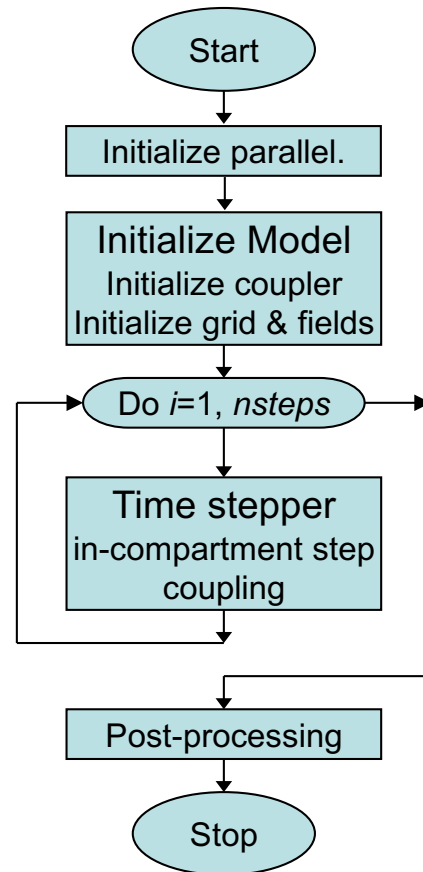 Start
Initialize parallel.
Initialize Model
Initialize coupler
Initialize grid & fields
Do i=1, nsteps
Time stepper
in-compartment step
coupling
Post-processing
Stop